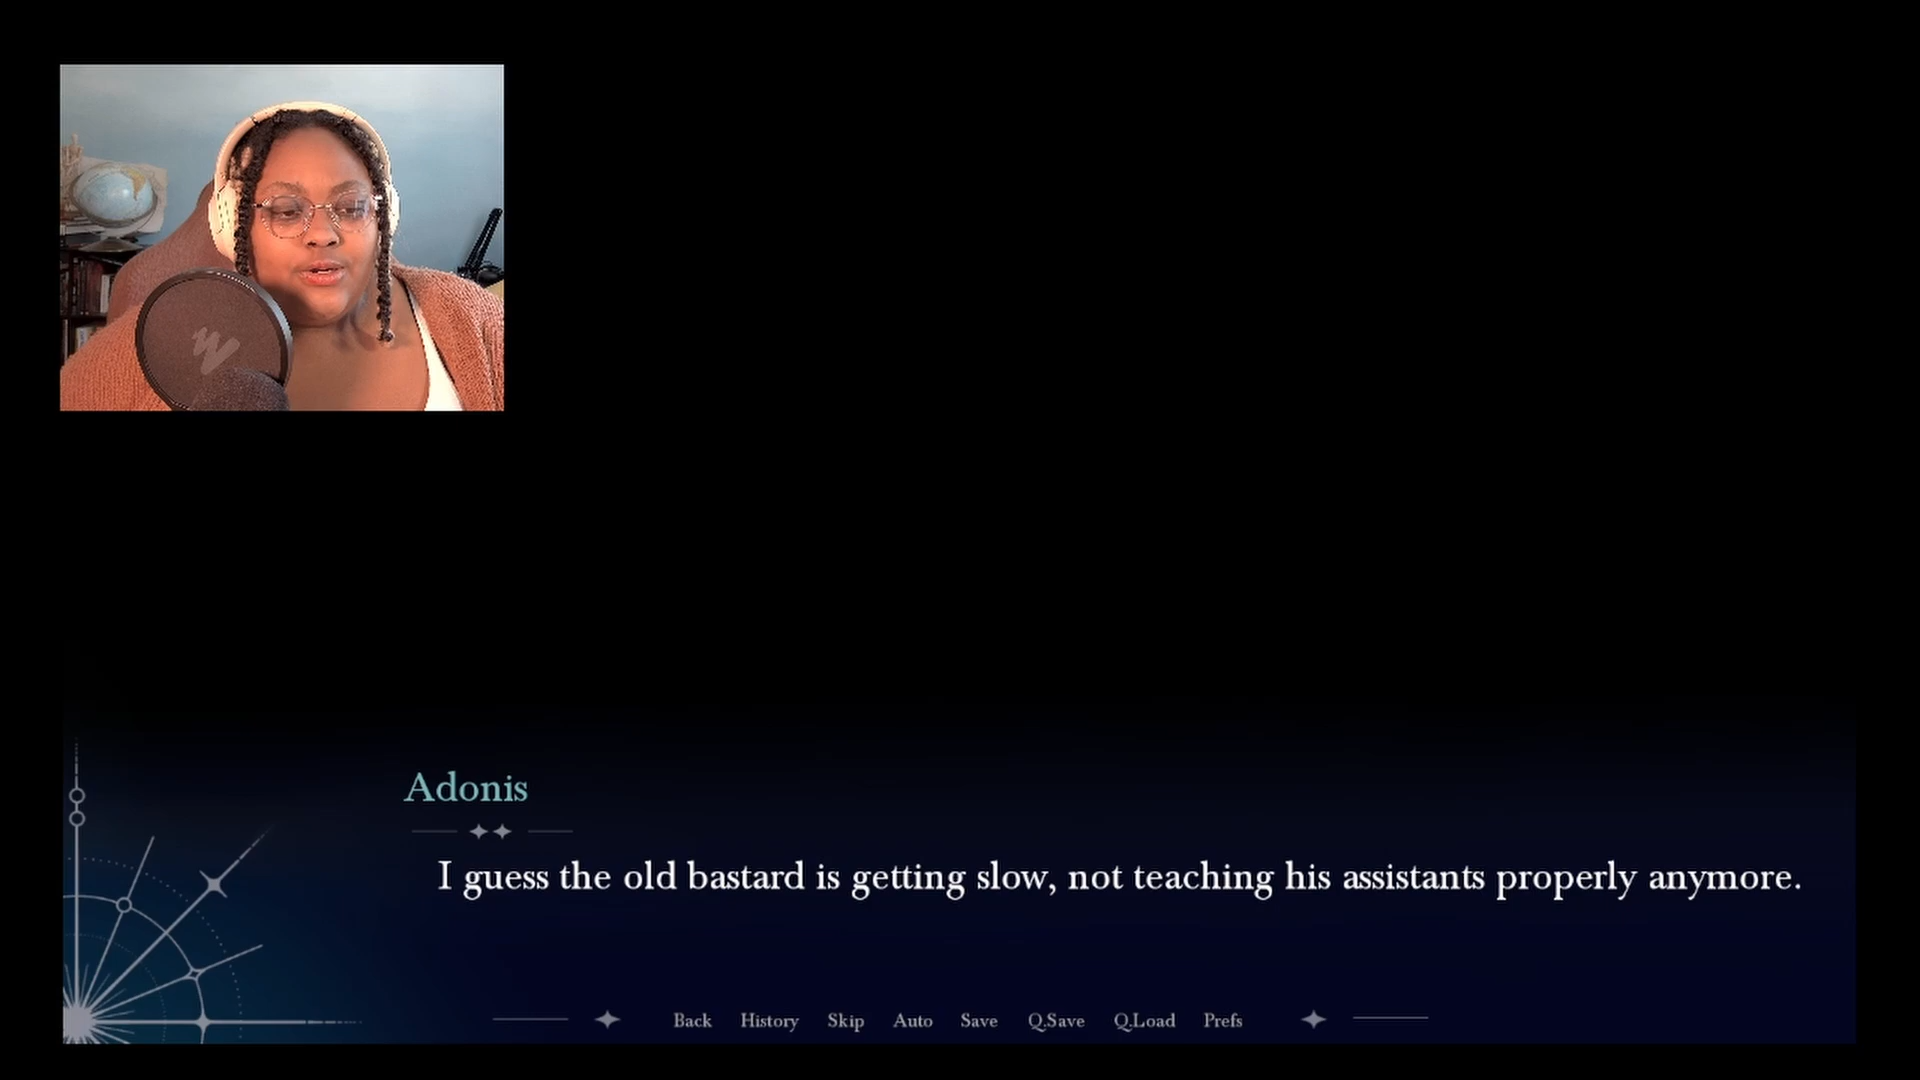 Adonis
I guess the old bastard is getting slow, not teaching his assistants properly anymore.
Back History Skip Auto Save Q.Save Q.Load Prefs